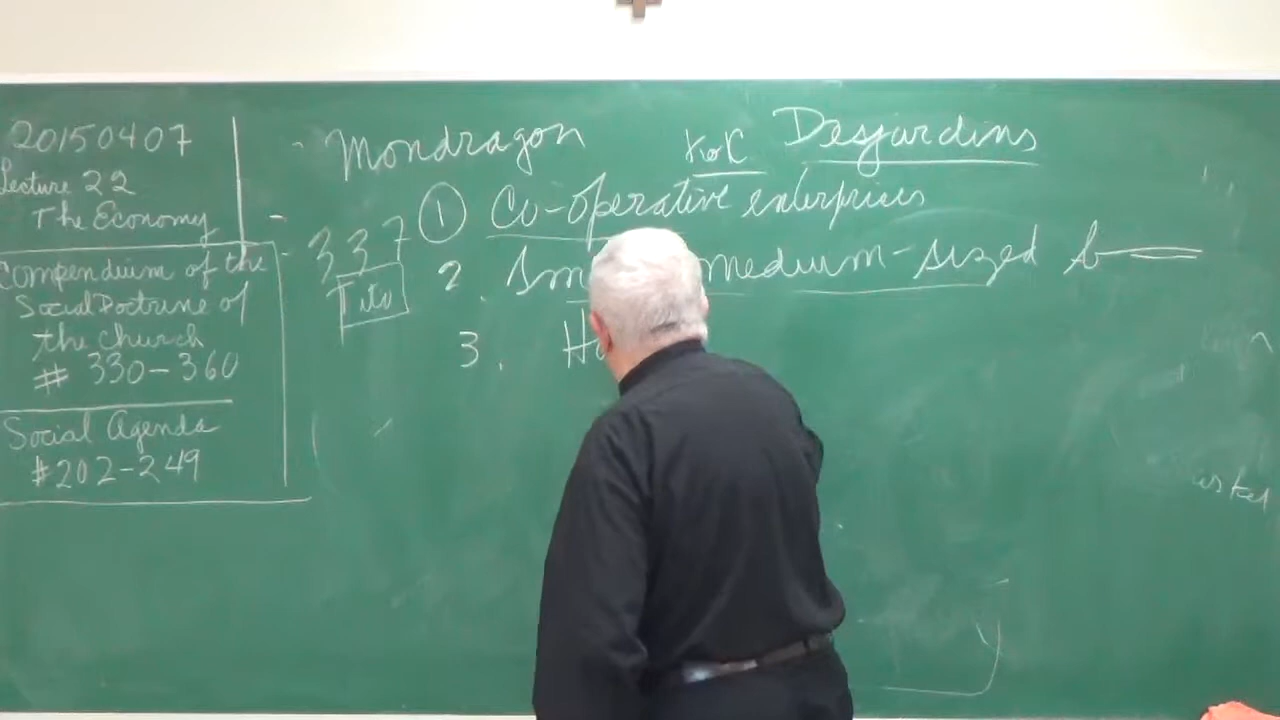 20150407
Lecture 22
The Economy
Compendium of the
Social Doctrine of
the Church
# 330-360
Social Agenda
#202-249
- Mondragon KofC Desjardins
- 337 ① Co-operative enterprises
Tito
2. medium-sized b
3.